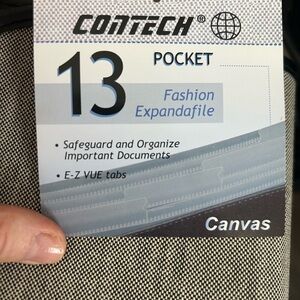 CONTECH®
13 POCKET
Fashion
Expandafile
• Safeguard and Organize
Important Documents
• E-Z VUE tabs
Canvas